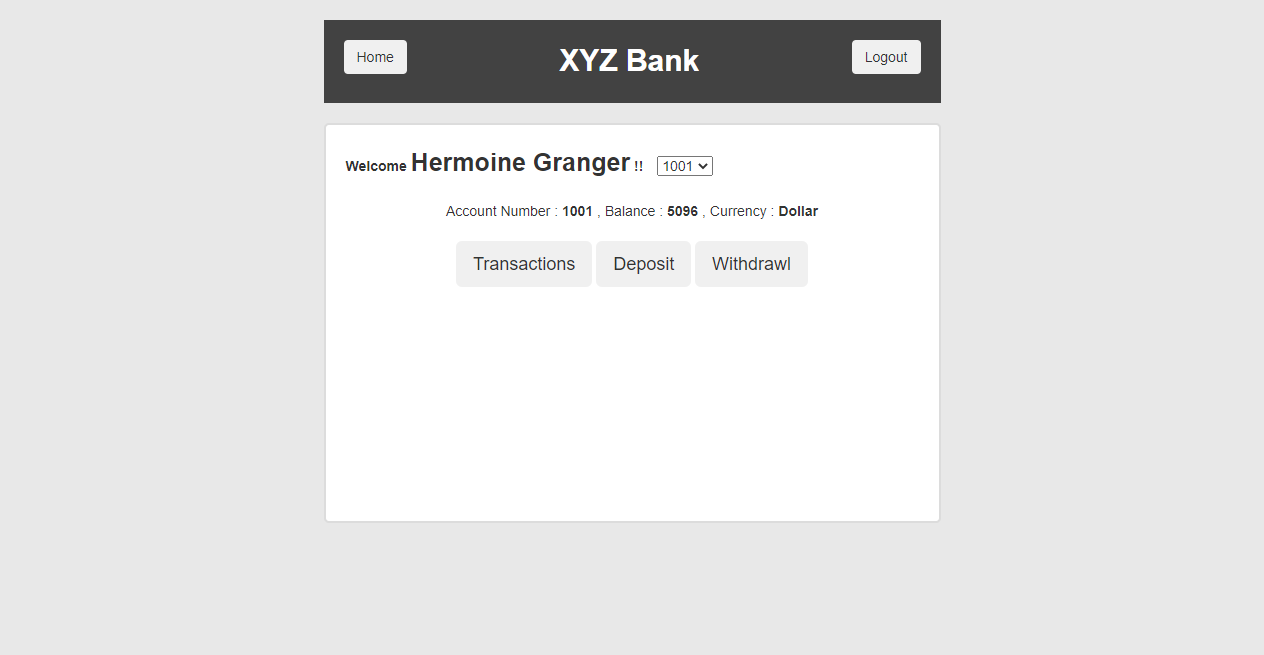 Home XYZ Bank Logout
Welcome Hermoine Granger !! 1001
Account Number : 1001 , Balance : 5096 , Currency : Dollar
Transactions Deposit Withdrawl